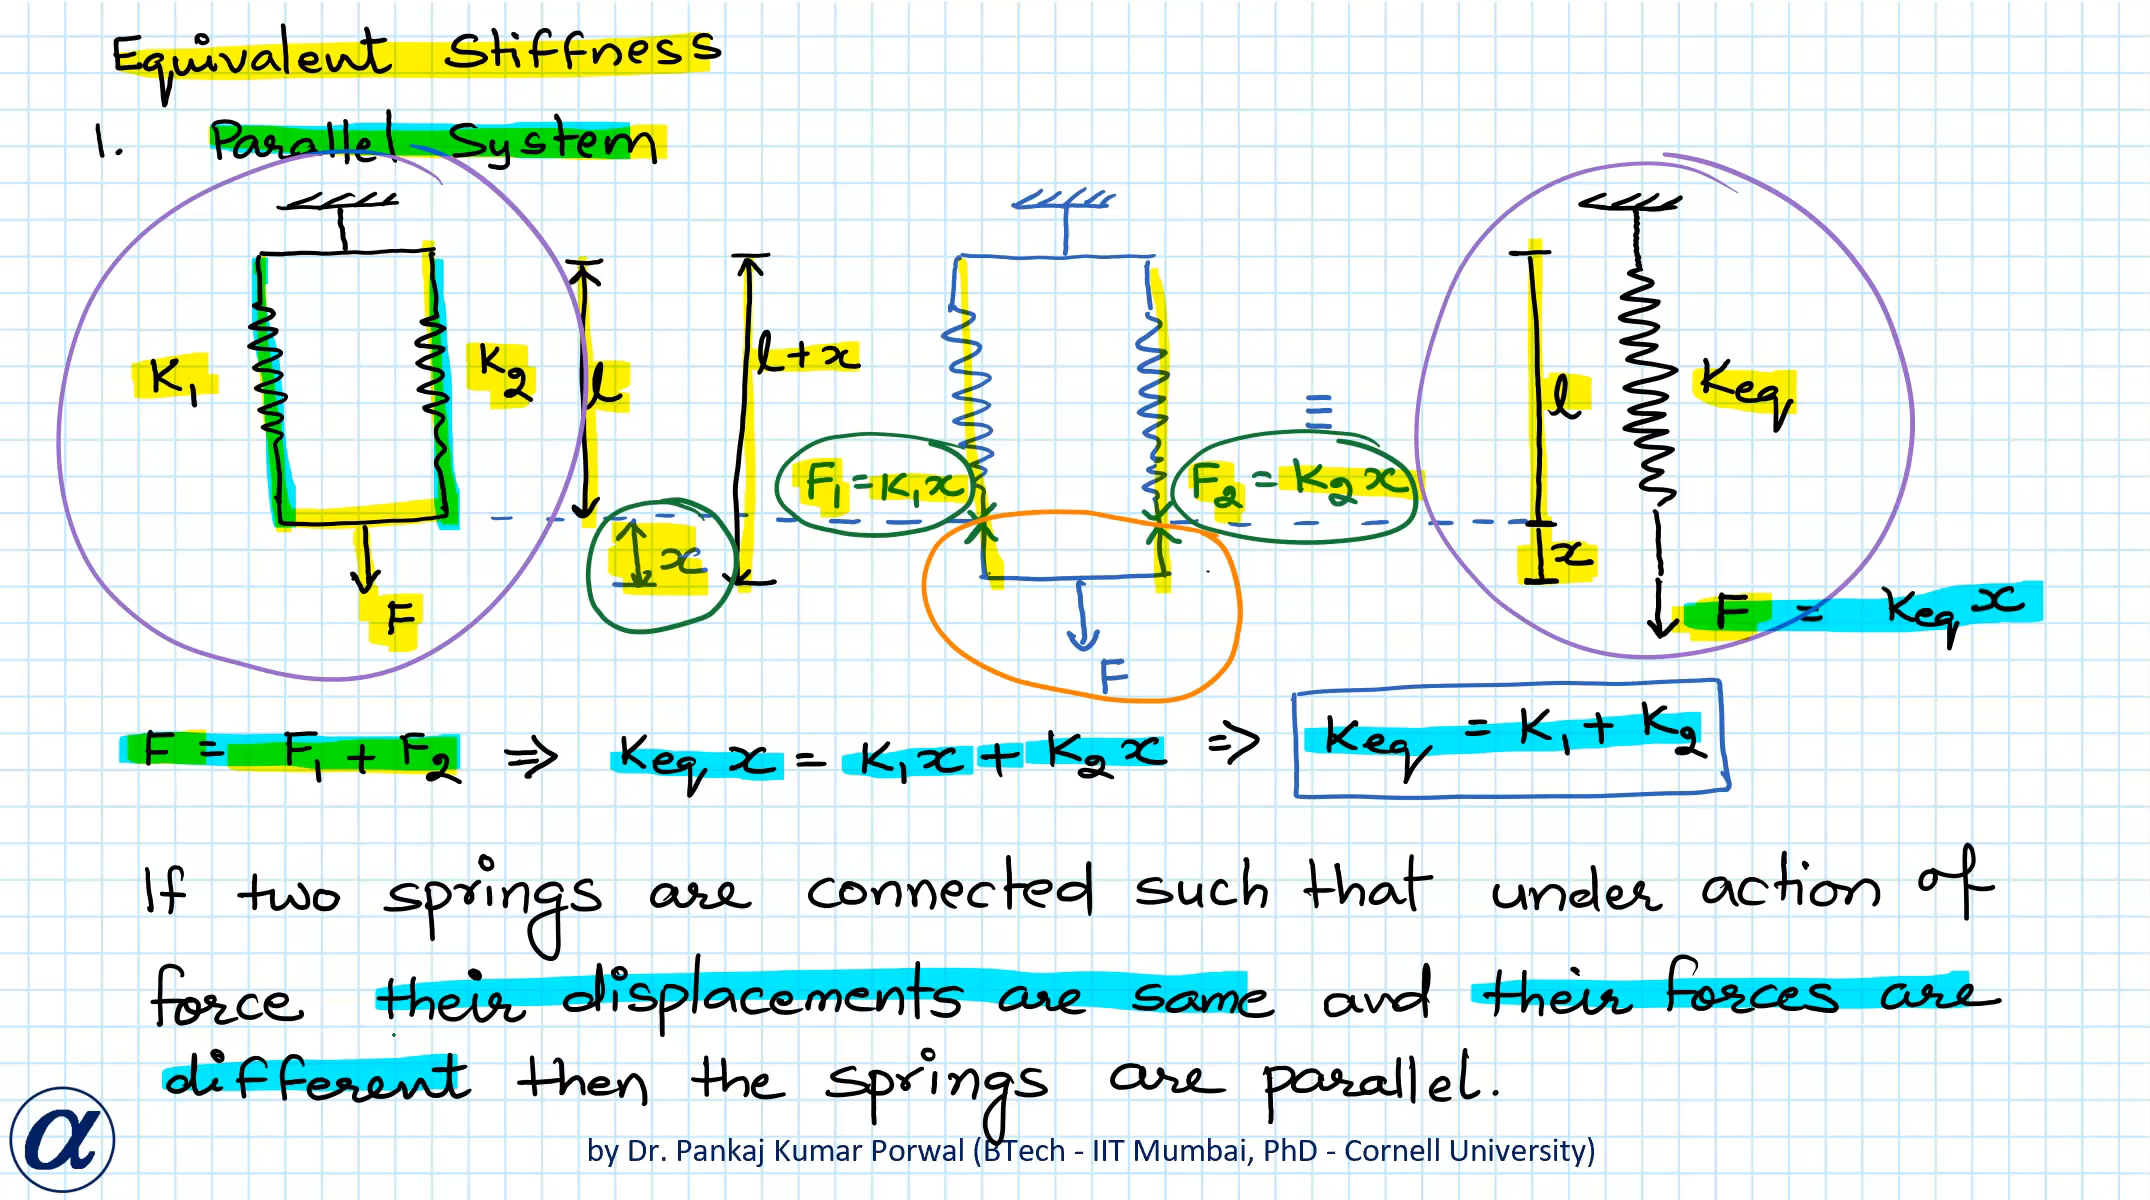 Equivalent Stiffness
1. Parallel System
K₁
K₂
l
l+x
x
F
F₁ = K₁x
F₂ = K₂x
F
≡
l
x
Keq
F = Keq x
F = F₁ + F₂ ⇒ Keq x = K₁x + K₂x ⇒ Keq = K₁ + K₂
If two springs are connected such that under action of
force their displacements are same and their forces are
different then the springs are parallel.
α
by Dr. Pankaj Kumar Porwal (BTech - IIT Mumbai, PhD - Cornell University)